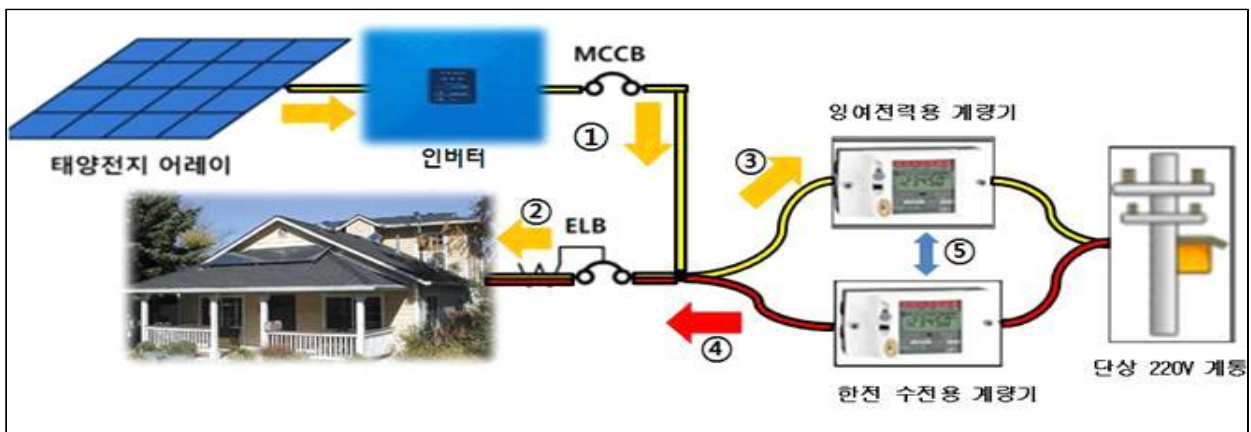 MCCB
①
태양전지 어레이
인버터
②
ELB
③
잉여전력용 계량기
⑤
④
한전 수전용 계량기
단상 220V 계통